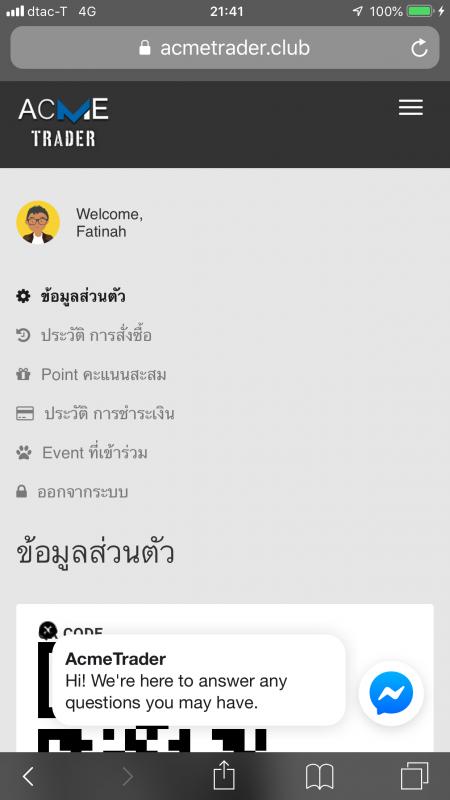 dtac-T 4G 21:41 100%
acmetrader.club
ACME
TRADER
Welcome,
Fatinah
ข้อมูลส่วนตัว
ประวัติ การสั่งซื้อ
Point คะแนนสะสม
ประวัติ การชำระเงิน
Event ที่เข้าร่วม
ออกจากระบบ
ข้อมูลส่วนตัว
CODE
AcmeTrader
Hi! We're here to answer any
questions you may have.